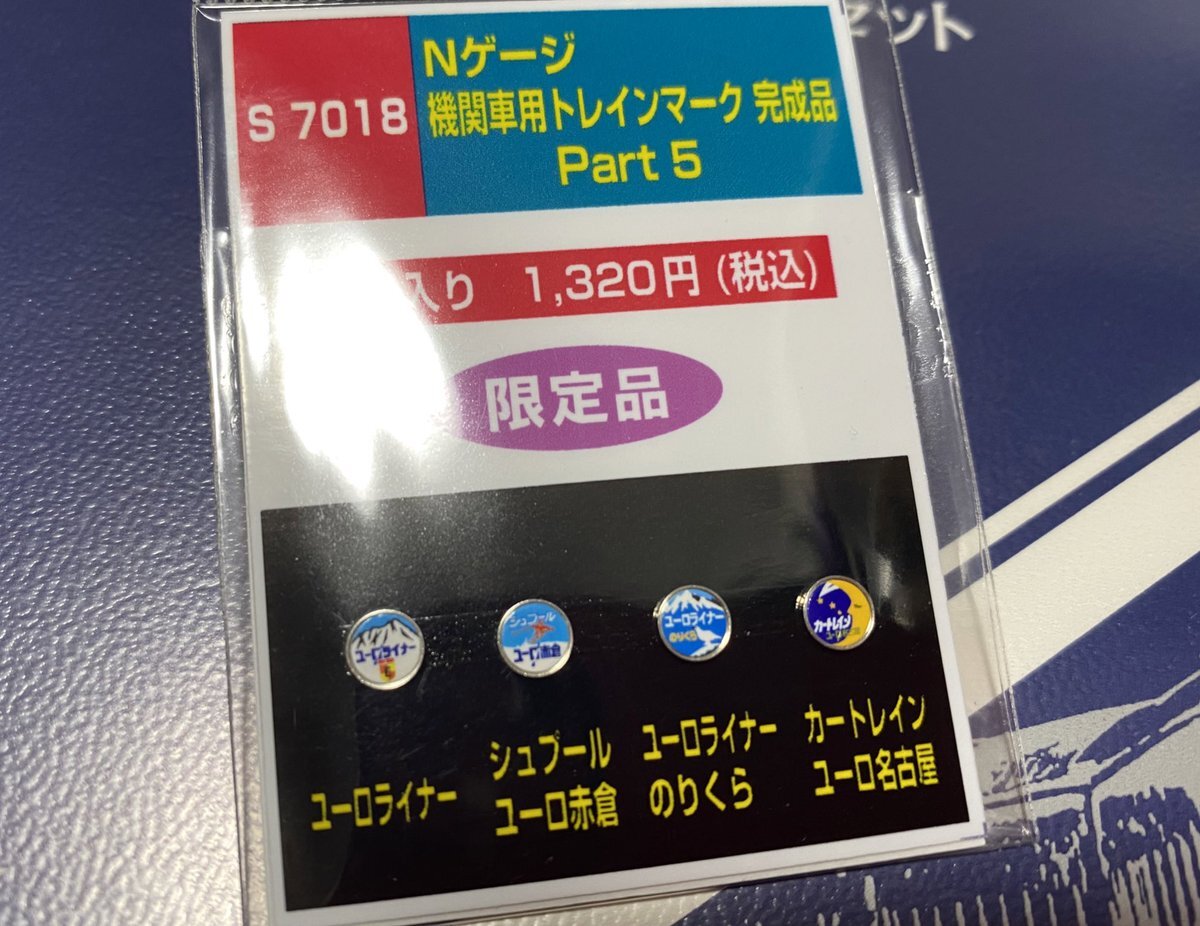 セット
S 7018
Nゲージ
機関車用トレインマーク 完成品
Part 5
入り 1,320円 (税込)
限定品
ユーロライナー
シュプール
ユーロ赤倉
ユーロライナー
のりくら
カートレイン
ユーロライナー
シュプール
ユーロ赤倉
ユーロライナー
のりくら
カートレイン
ユーロ名古屋